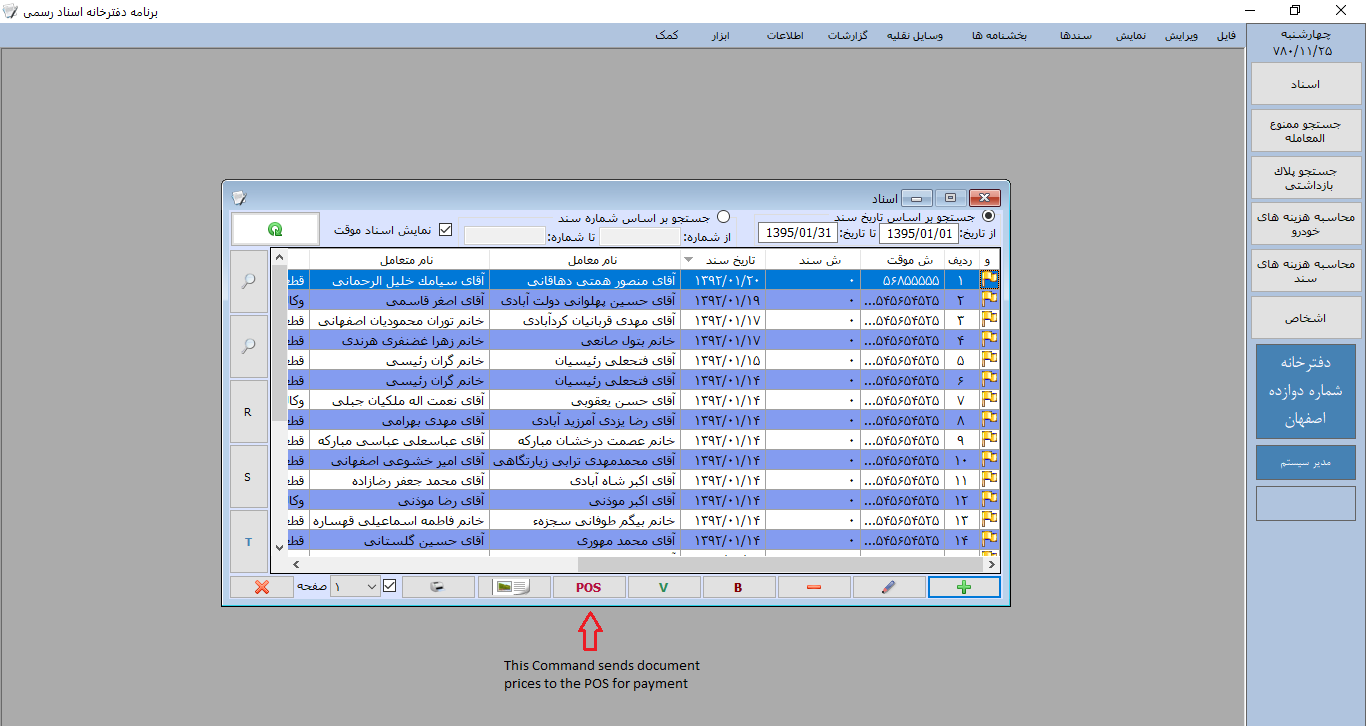 برنامه دفترخانه اسناد رسمی
فایل ویرایش نمایش سندها بخشنامه ها وسایل نقلیه گزارشات اطلاعات ابزار کمک
چهارشنبه
۷۸۰/۱۱/۲۵
اسناد
جستجو ممنوع
المعامله
جستجو پلاك
بازداشتی
محاسبه هزینه های
خودرو
محاسبه هزینه های
سند
اشخاص
دفترخانه
شماره دوازده
اصفهان
مدیر سیستم
اسناد
جستجو بر اساس تاریخ سند
از تاریخ: 1395/01/01 تا تاریخ: 1395/01/31
جستجو بر اساس شماره سند
از شماره: تا شماره:
نمایش اسناد موقت
و ردیف ش موقت ش سند تاریخ سند نام معامل نام متعامل
۱ ۵۶۸۵۵۵۵۵ ۰ ۱۳۹۲/۰۱/۲۰ آقای منصور همتی دهاقانی آقای سیامك خلیل الرحمانی قطع
۲ ۵۴۵۶۵۴۵۲۵... ۰ ۱۳۹۲/۰۱/۱۹ آقای حسین پهلوانی دولت آبادی آقای اصغر قاسمی وکا
۳ ۵۴۵۶۵۴۵۲۵... ۰ ۱۳۹۲/۰۱/۱۷ آقای مهدی قربانیان کردآبادی خانم توران محمودیان اصفهانی قطع
۴ ۵۴۵۶۵۴۵۲۵... ۰ ۱۳۹۲/۰۱/۱۷ خانم بتول صانعی خانم زهرا غضنفری هرندی قطع
۵ ۵۴۵۶۵۴۵۲۵... ۰ ۱۳۹۲/۰۱/۱۵ آقای فتحعلی رئیسیان خانم گران رئیسی قطع
۶ ۵۴۵۶۵۴۵۲۵... ۰ ۱۳۹۲/۰۱/۱۴ آقای فتحعلی رئیسیان خانم گران رئیسی قطع
۷ ۵۴۵۶۵۴۵۲۵... ۰ ۱۳۹۲/۰۱/۱۴ آقای حسن یعقوبی آقای نعمت اله ملکیان جبلی وکا
۸ ۵۴۵۶۵۴۵۲۵... ۰ ۱۳۹۲/۰۱/۱۴ آقای رضا یزدی آمرزید آبادی آقای مهدی بهرامی قطع
۹ ۵۴۵۶۵۴۵۲۵... ۰ ۱۳۹۲/۰۱/۱۴ خانم عصمت درخشان مبارکه آقای عباسعلی عباسی مبارکه قطع
۱۰ ۵۴۵۶۵۴۵۲۵... ۰ ۱۳۹۲/۰۱/۱۴ آقای محمدمهدی ترابی زیارتگاهی آقای امیر خشوعی اصفهانی قطع
۱۱ ۵۴۵۶۵۴۵۲۵... ۰ ۱۳۹۲/۰۱/۱۴ آقای اکبر شاه آبادی آقای محمد جعفر رضازاده قطع
۱۲ ۵۴۵۶۵۴۵۲۵... ۰ ۱۳۹۲/۰۱/۱۴ آقای اکبر موذنی آقای رضا موذنی وکا
۱۳ ۵۴۵۶۵۴۵۲۵... ۰ ۱۳۹۲/۰۱/۱۴ خانم بیگم طوقانی سجزهء خانم فاطمه اسماعیلی قهساره قطع
۱۴ ۵۴۵۶۵۴۵۲۵... ۰ ۱۳۹۲/۰۱/۱۴ آقای محمد مهوری آقای حسین گلستانی قطع
R
S
T
B V POS
۱ صفحه
This Command sends document
prices to the POS for payment